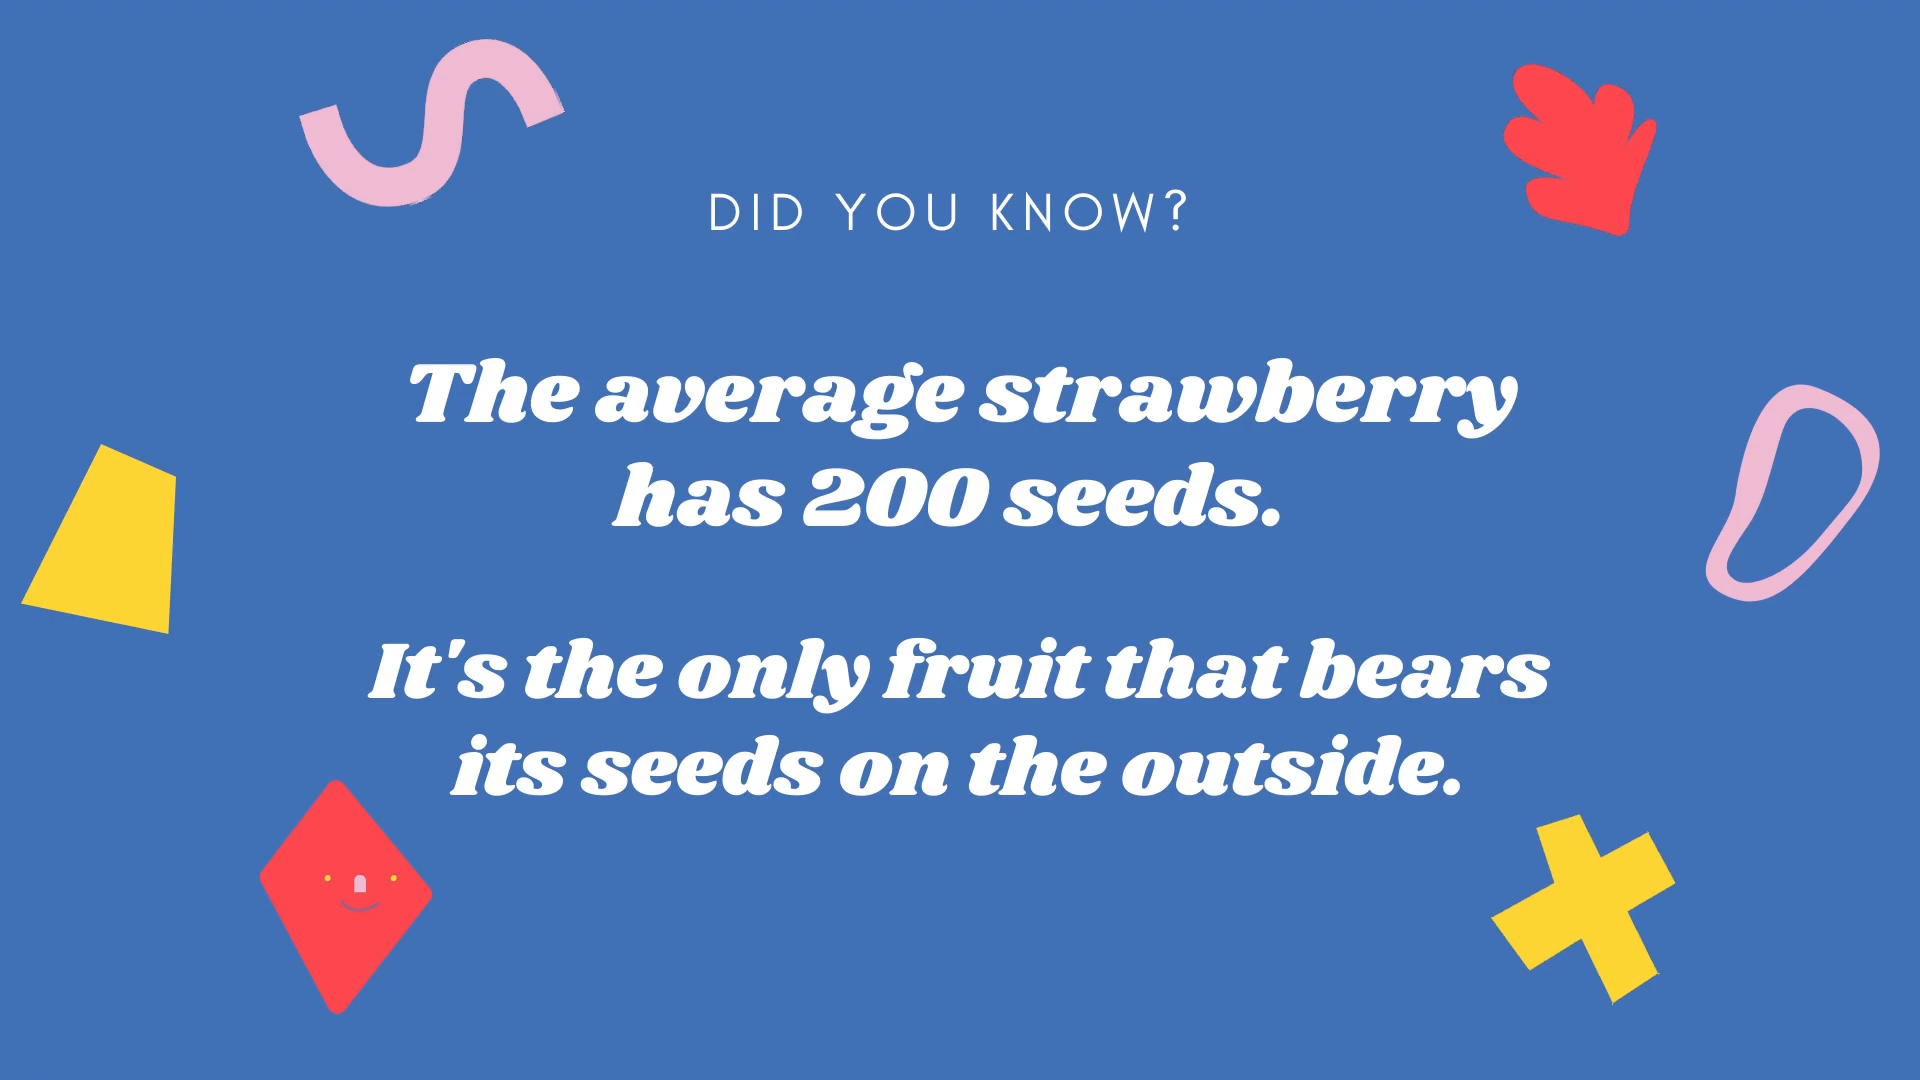 DID YOU KNOW?
The average strawberry
has 200 seeds.
It's the only fruit that bears
its seeds on the outside.